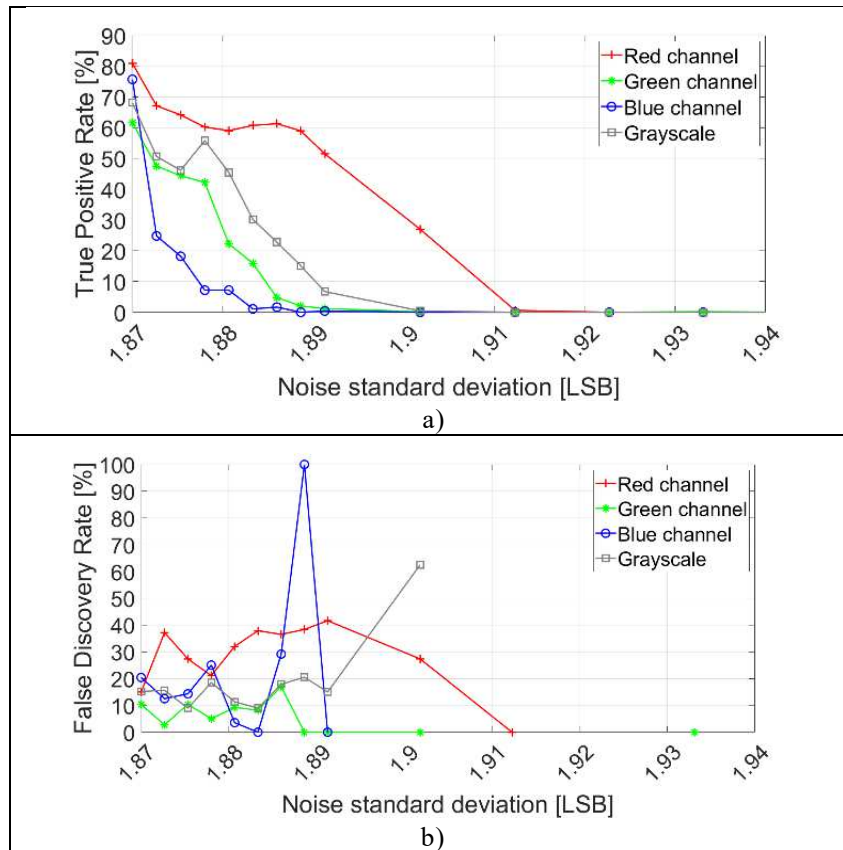 90
80
70
60
50
40
30
20
10
0
True Positive Rate [%]
Red channel
Green channel
Blue channel
Grayscale
1.87
1.88
1.89
1.9
1.91
1.92
1.93
1.94
Noise standard deviation [LSB]
a)
100
90
80
70
60
50
40
30
20
10
0
False Discovery Rate [%]
Red channel
Green channel
Blue channel
Grayscale
1.87
1.88
1.89
1.9
1.91
1.92
1.93
1.94
Noise standard deviation [LSB]
b)